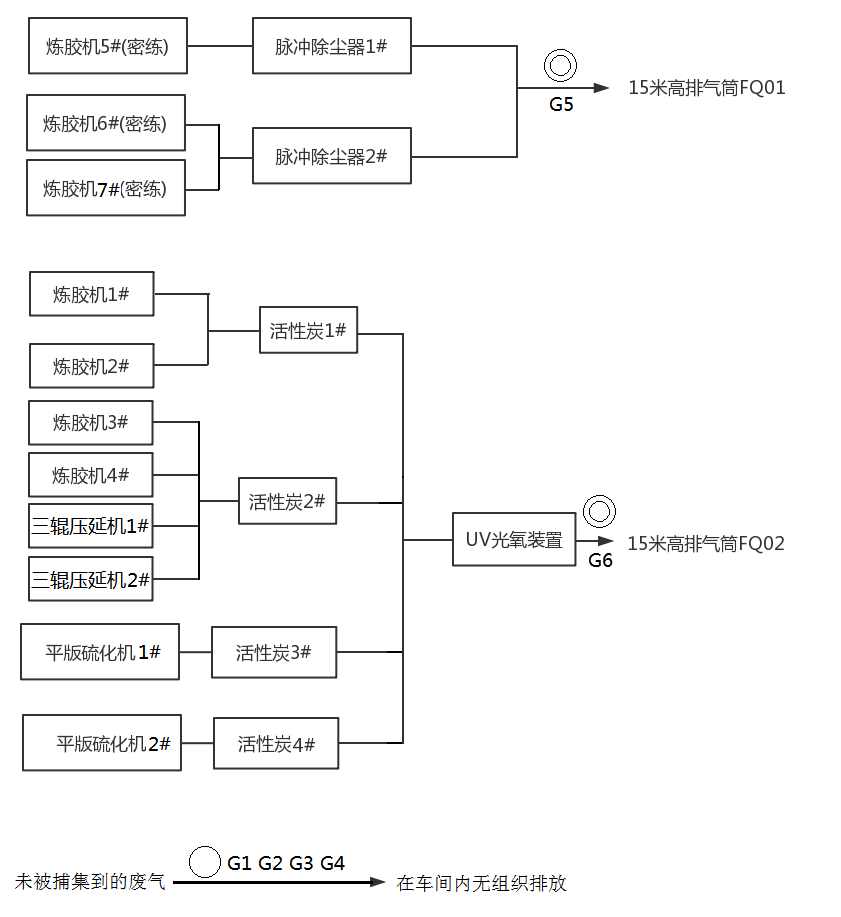 炼胶机5#(密练)
脉冲除尘器1#
G5
15米高排气筒FQ01
炼胶机6#(密练)
脉冲除尘器2#
炼胶机7#(密练)
炼胶机1#
活性炭1#
炼胶机2#
炼胶机3#
炼胶机4#
活性炭2#
三辊压延机1#
三辊压延机2#
UV光氧装置
G6
15米高排气筒FQ02
平版硫化机1#
活性炭3#
平版硫化机2#
活性炭4#
未被捕集到的废气
G1 G2 G3 G4
在车间内无组织排放